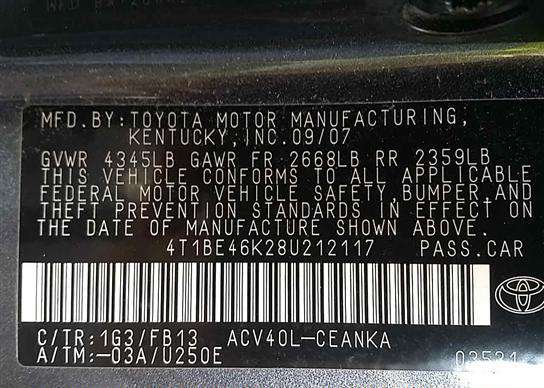 MFD.BY:TOYOTA MOTOR MANUFACTURING,
KENTUCKY,INC.09/07
GVWR 4345LB GAWR FR 2668LB RR 2359LB
THIS VEHICLE CONFORMS TO ALL APPLICABLE
FEDERAL MOTOR VEHICLE SAFETY,BUMPER,AND
THEFT PREVENTION STANDARDS IN EFFECT ON
THE DATE OF MANUFACTURE SHOWN ABOVE.
4T1BE46K28U212117 PASS.CAR
C/TR:1G3/FB13 ACV40L-CEANKA
A/TM:-03A/U250E